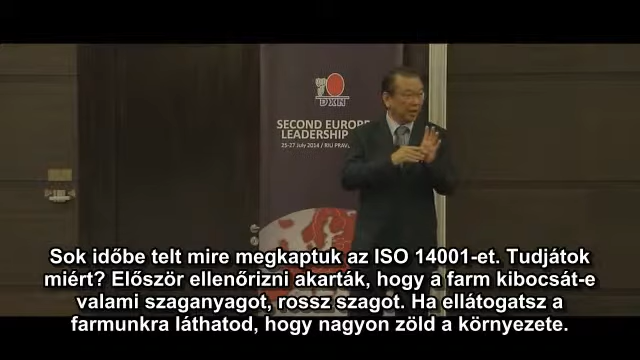 DXN
SECOND EUROPE
LEADERSHIP
25-27 July 2014 / RIU PRAV
Sok időbe telt mire megkaptuk az ISO 14001-et. Tudjátok
miért? Először ellenőrizni akarták, hogy a farm kibocsát-e
valami szaganyagot, rossz szagot. Ha ellátogatsz a
farmunkra láthatod, hogy nagyon zöld a környezete.